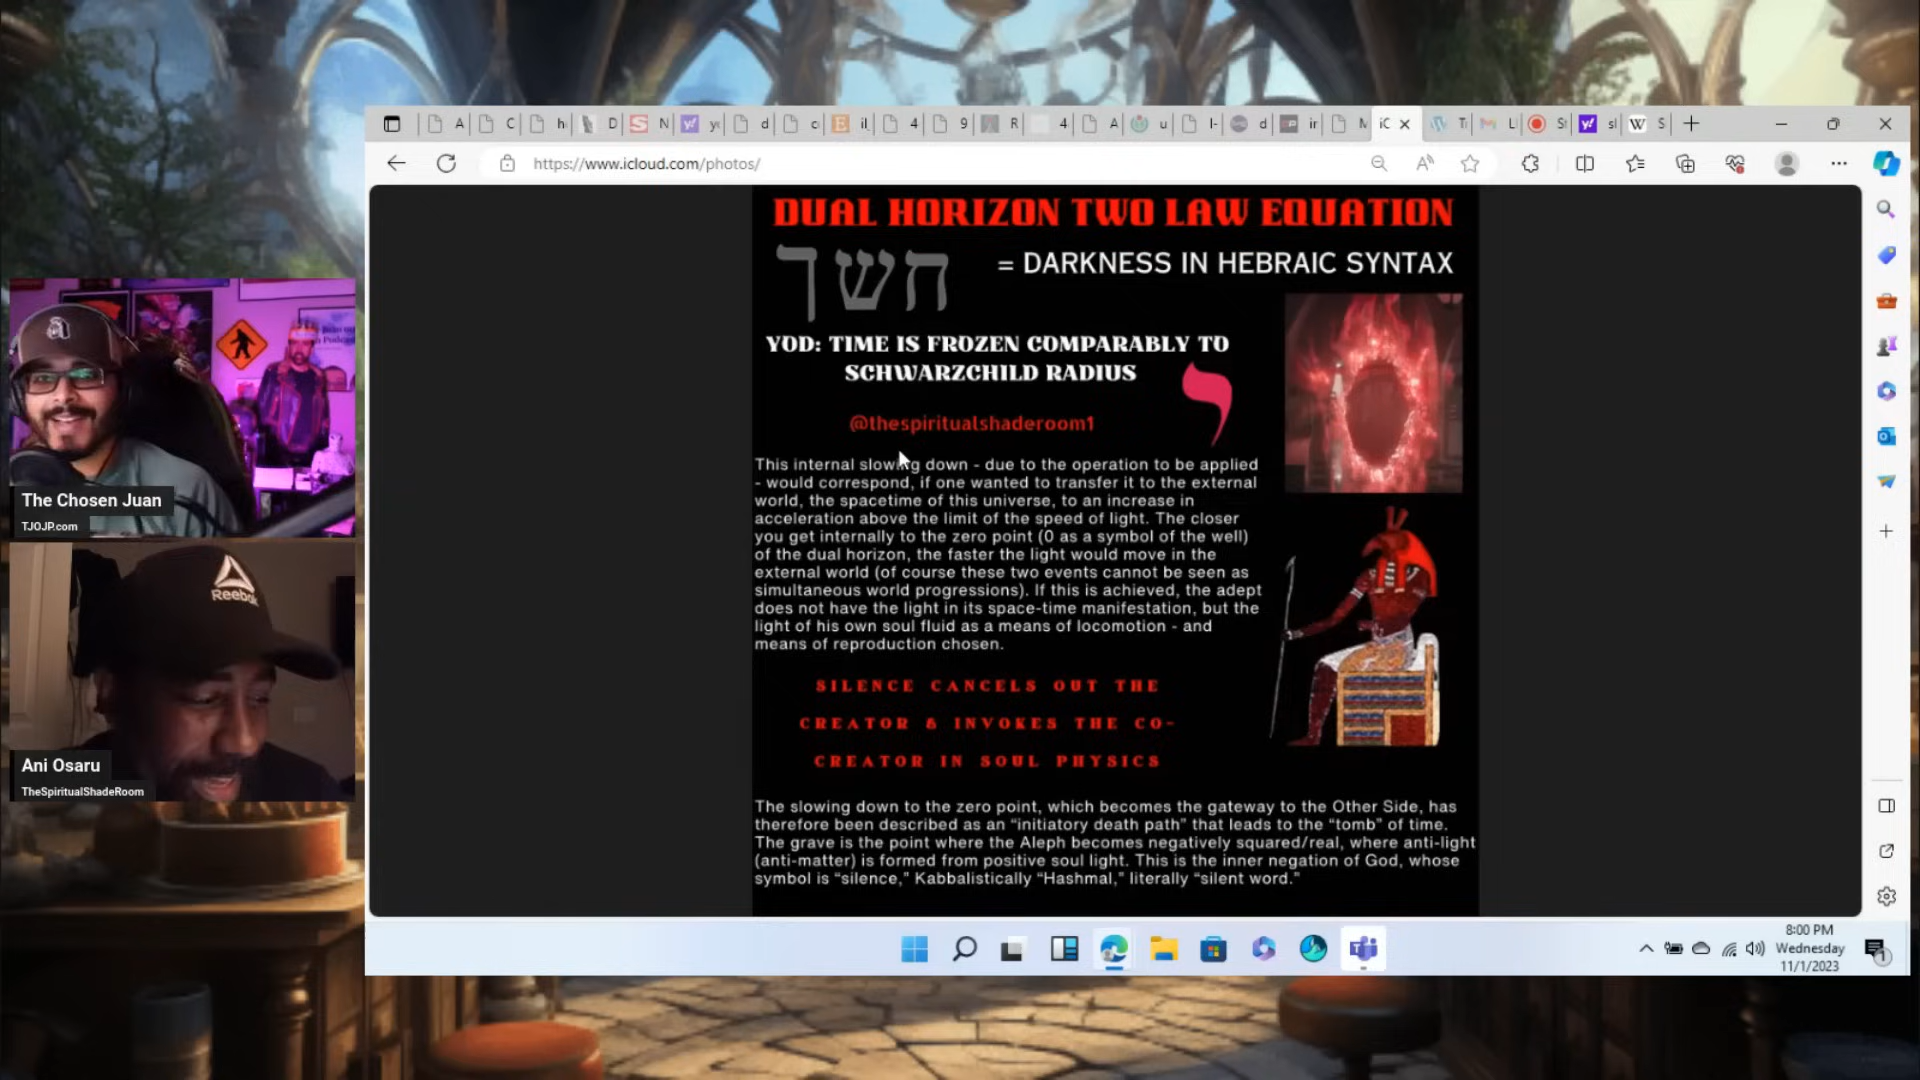 A
C
h
D
N
y
d
c
il
4
9
R
4
A
u
I-
d
ir
M
iC
Ti
L
S
sl
W
S
https://www.icloud.com/photos/
DUAL HORIZON TWO LAW EQUATION
חשך
= DARKNESS IN HEBRAIC SYNTAX
YOD: TIME IS FROZEN COMPARABLY TO
SCHWARZCHILD RADIUS
י
@thespiritualshaderoom1
This internal slowing down - due to the operation to be applied
- would correspond, if one wanted to transfer it to the external
world, the spacetime of this universe, to an increase in
acceleration above the limit of the speed of light. The closer
you get internally to the zero point (0 as a symbol of the well)
of the dual horizon, the faster the light would move in the
external world (of course these two events cannot be seen as
simultaneous world progressions). If this is achieved, the adept
does not have the light in its space-time manifestation, but the
light of his own soul fluid as a means of locomotion - and
means of reproduction chosen.
SILENCE CANCELS OUT THE
CREATOR & INVOKES THE CO-
CREATOR IN SOUL PHYSICS
The slowing down to the zero point, which becomes the gateway to the Other Side, has
therefore been described as an “initiatory death path” that leads to the “tomb” of time.
The grave is the point where the Aleph becomes negatively squared/real, where anti-light
(anti-matter) is formed from positive soul light. This is the inner negation of God, whose
symbol is “silence,” Kabbalistically “Hashmal,” literally “silent word.”
The Chosen Juan
TJOJP.com
Reebok
Ani Osaru
TheSpiritualShadeRoom
8:00 PM
Wednesday
11/1/2023
1